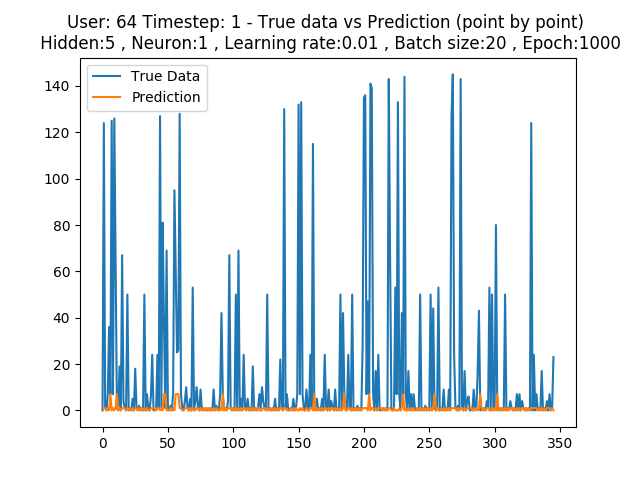 User: 64 Timestep: 1 - True data vs Prediction (point by point)
Hidden:5 , Neuron:1 , Learning rate:0.01 , Batch size:20 , Epoch:1000
True Data
Prediction
140
120
100
80
60
40
20
0
0 50 100 150 200 250 300 350